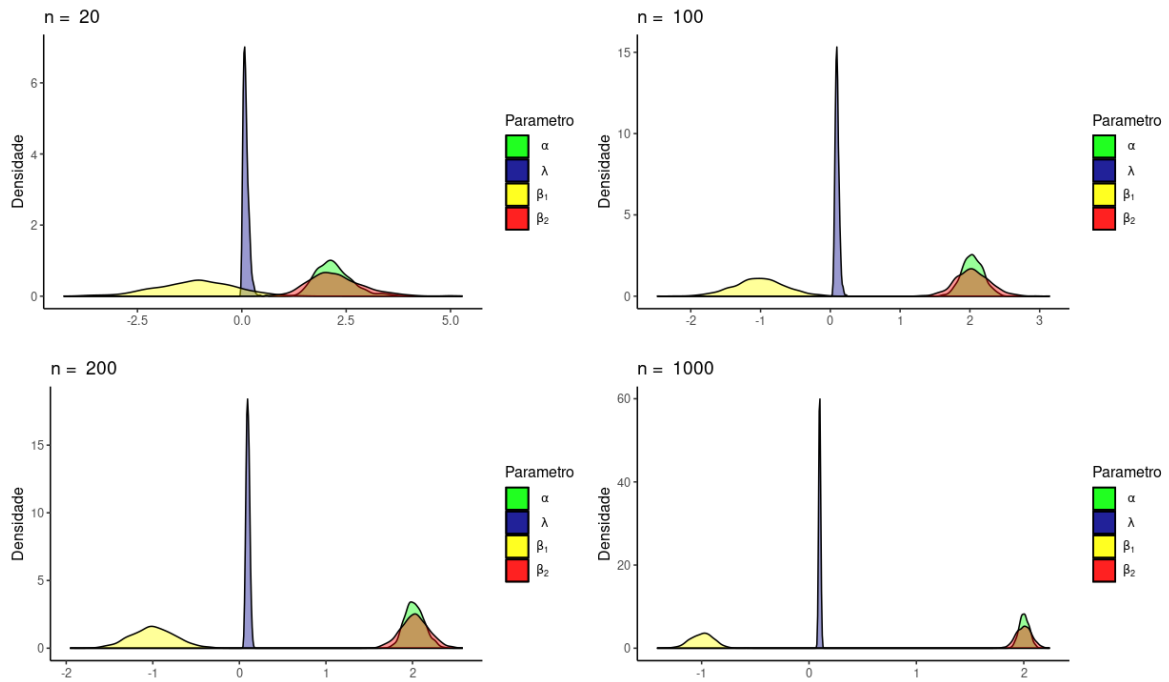 n = 20
6
4
2
0
Densidade
-2.5
0.0
2.5
5.0
Parametro
α
λ
β₁
β₂
n = 100
15
10
5
0
Densidade
-2
-1
0
1
2
3
Parametro
α
λ
β₁
β₂
n = 200
15
10
5
0
Densidade
-2
-1
0
1
2
Parametro
α
λ
β₁
β₂
n = 1000
60
40
20
0
Densidade
-1
0
1
2
Parametro
α
λ
β₁
β₂